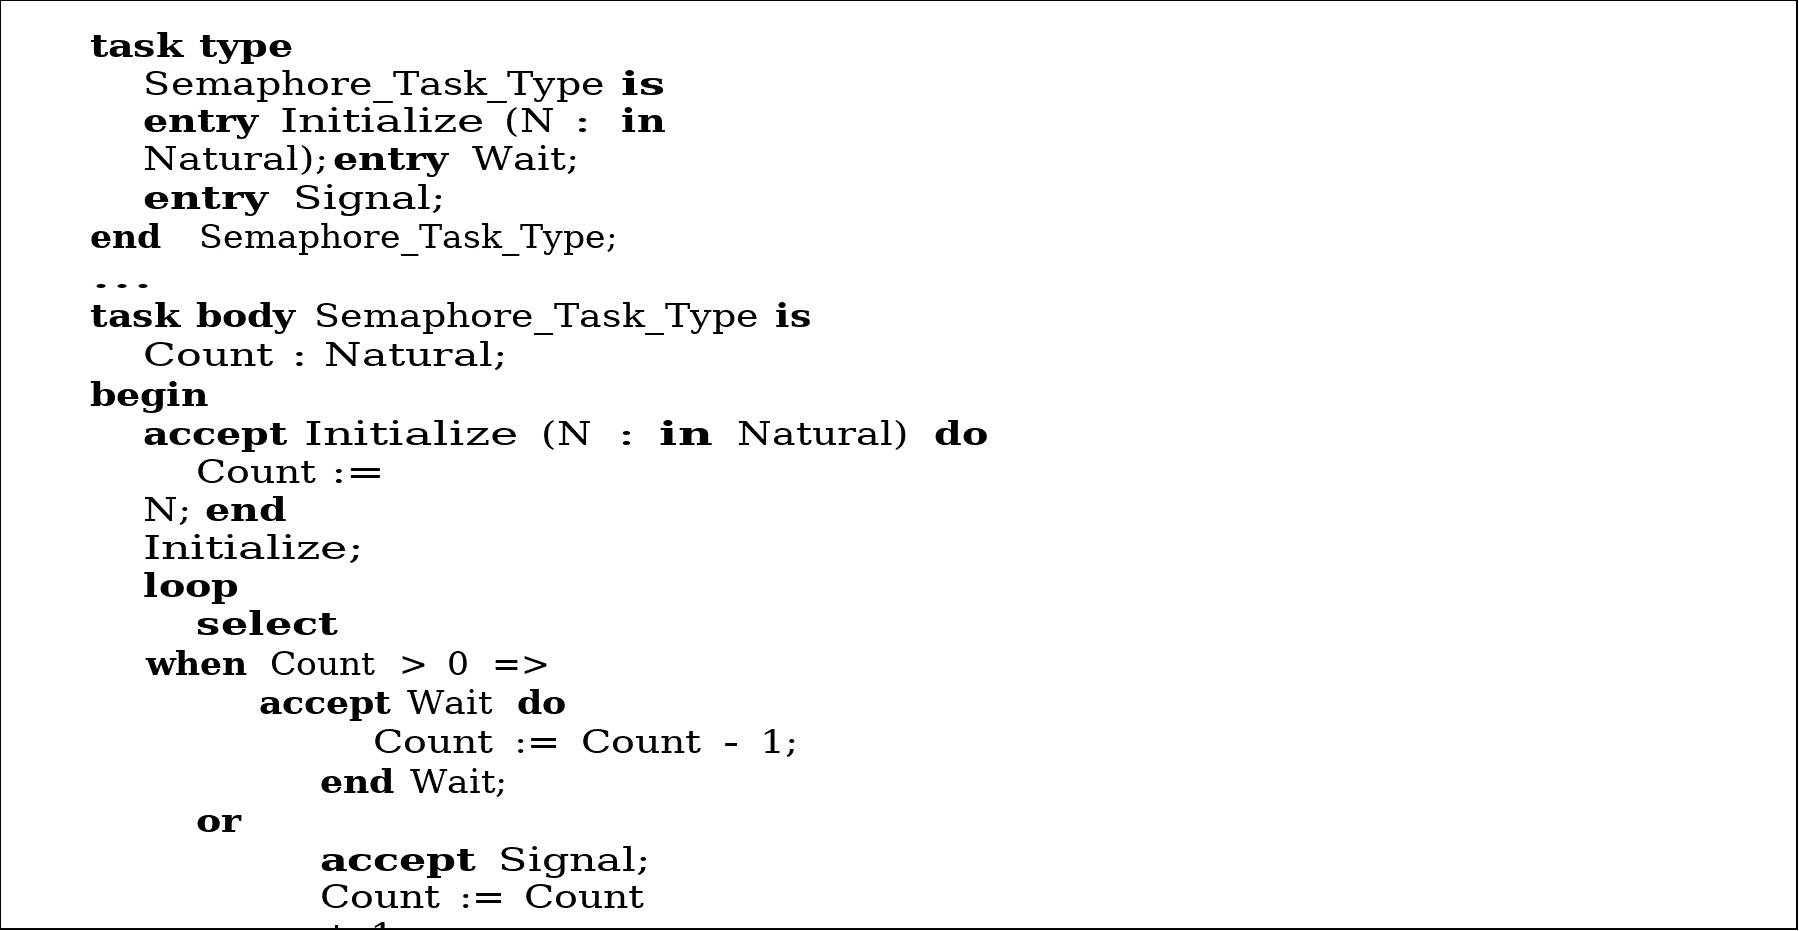 task type
Semaphore_Task_Type is
entry Initialize (N : in
Natural); entry Wait;
entry Signal;
end Semaphore_Task_Type;
...
task body Semaphore_Task_Type is
Count : Natural;
begin
accept Initialize (N : in Natural) do
Count :=
N; end
Initialize;
loop
select
when Count > 0 =>
accept Wait do
Count := Count - 1;
end Wait;
or
accept Signal;
Count := Count